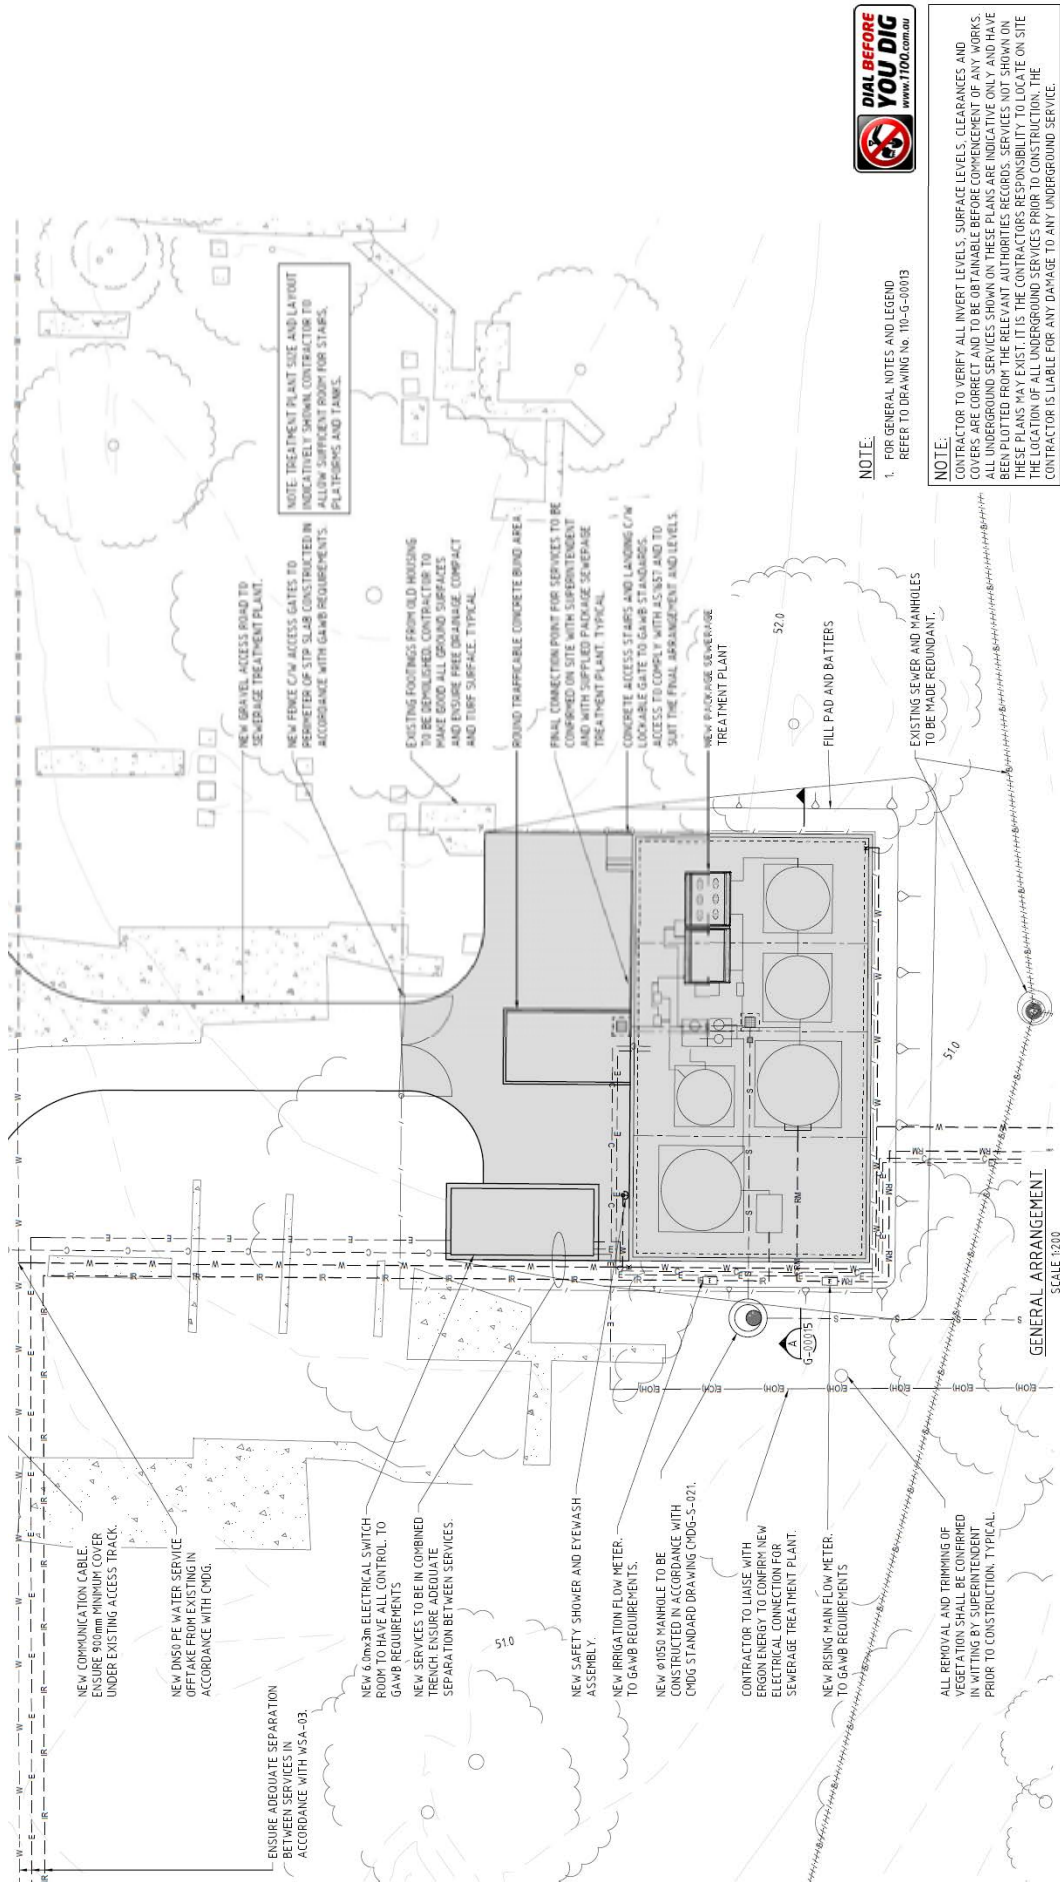 NEW COMMUNICATION CABLE.
ENSURE 900mm MINIMUM COVER
UNDER EXISTING ACCESS TRACK.
NEW DN50 PE WATER SERVICE
OFFTAKE FROM EXISTING IN
ACCORDANCE WITH CMDG.
ENSURE ADEQUATE SEPARATION
BETWEEN SERVICES IN
ACCORDANCE WITH WSA-03.
NEW 6.0mx3m ELECTRICAL SWITCH
ROOM TO HAVE ALL CONTROL. TO
GAWB REQUIREMENTS
NEW SERVICES TO BE IN COMBINED
TRENCH. ENSURE ADEQUATE
SEPARATION BETWEEN SERVICES.
51.0
NEW SAFETY SHOWER AND EYEWASH
ASSEMBLY.
NEW IRRIGATION FLOW METER.
TO GAWB REQUIREMENTS.
NEW Φ1050 MANHOLE TO BE
CONSTRUCTED IN ACCORDANCE WITH
CMDG STANDARD DRAWING CMDG-S-021.
CONTRACTOR TO LIAISE WITH
ERGON ENERGY TO CONFIRM NEW
ELECTRICAL CONNECTION FOR
SEWERAGE TREATMENT PLANT.
NEW RISING MAIN FLOW METER.
TO GAWB REQUIREMENTS
ALL REMOVAL AND TRIMMING OF
VEGETATION SHALL BE CONFIRMED
IN WITTING BY SUPERINTENDENT
PRIOR TO CONSTRUCTION. TYPICAL.
NEW GRAVEL ACCESS ROAD TO
SEWERAGE TREATMENT PLANT.
NEW FENCE C/W ACCESS GATES TO
PERIMETER OF STP SLAB CONSTRUCTED IN
ACCORDANCE WITH GAWB REQUIREMENTS.
NOTE: TREATMENT PLANT SIZE AND LAYOUT
INDICATIVELY SHOWN, CONTRACTOR TO
ALLOW SUFFICIENT ROOM FOR STAIRS,
PLATFORMS AND TANKS.
EXISTING FOOTINGS FROM OLD HOUSING
TO BE DEMOLISHED. CONTRACTOR TO
MAKE GOOD ALL GROUND SURFACES
AND ENSURE FREE DRAINAGE. COMPACT
AND TURF SURFACE. TYPICAL
ROUND TRAFFICABLE CONCRETE BUND AREA
FINAL CONNECTION POINT FOR SERVICES TO BE
CONFIRMED ON SITE WITH SUPERINTENDENT
AND WITH SUPPLIED PACKAGE SEWERAGE
TREATMENT PLANT. TYPICAL
CONCRETE ACCESS STAIRS AND LANDING C/W
LOCKABLE GATE TO GAWB STANDARDS.
ACCESS TO COMPLY WITH AS1657 AND TO
SUIT THE FINAL ARRANGEMENT AND LEVELS.
NEW PACKAGE SEWERAGE
TREATMENT PLANT
52.0
FILL PAD AND BATTERS
EXISTING SEWER AND MANHOLES
TO BE MADE REDUNDANT.
51.0
A
G-00015
GENERAL ARRANGEMENT
SCALE 1:200
NOTE:
1. FOR GENERAL NOTES AND LEGEND
REFER TO DRAWING No. 110-G-00013
DIAL BEFORE
YOU DIG
www.1100.com.au
NOTE:
CONTRACTOR TO VERIFY ALL INVERT LEVELS, SURFACE LEVELS, CLEARANCES AND
COVERS ARE CORRECT AND TO BE OBTAINABLE BEFORE COMMENCEMENT OF ANY WORKS.
ALL UNDERGROUND SERVICES SHOWN ON THESE PLANS ARE INDICATIVE ONLY AND HAVE
BEEN PLOTTED FROM THE RELEVANT AUTHORITIES RECORDS. SERVICES NOT SHOWN ON
THESE PLANS MAY EXIST. IT IS THE CONTRACTORS RESPONSIBILITY TO LOCATE ON SITE
THE LOCATION OF ALL UNDERGROUND SERVICES PRIOR TO CONSTRUCTION. THE
CONTRACTOR IS LIABLE FOR ANY DAMAGE TO ANY UNDERGROUND SERVICE.